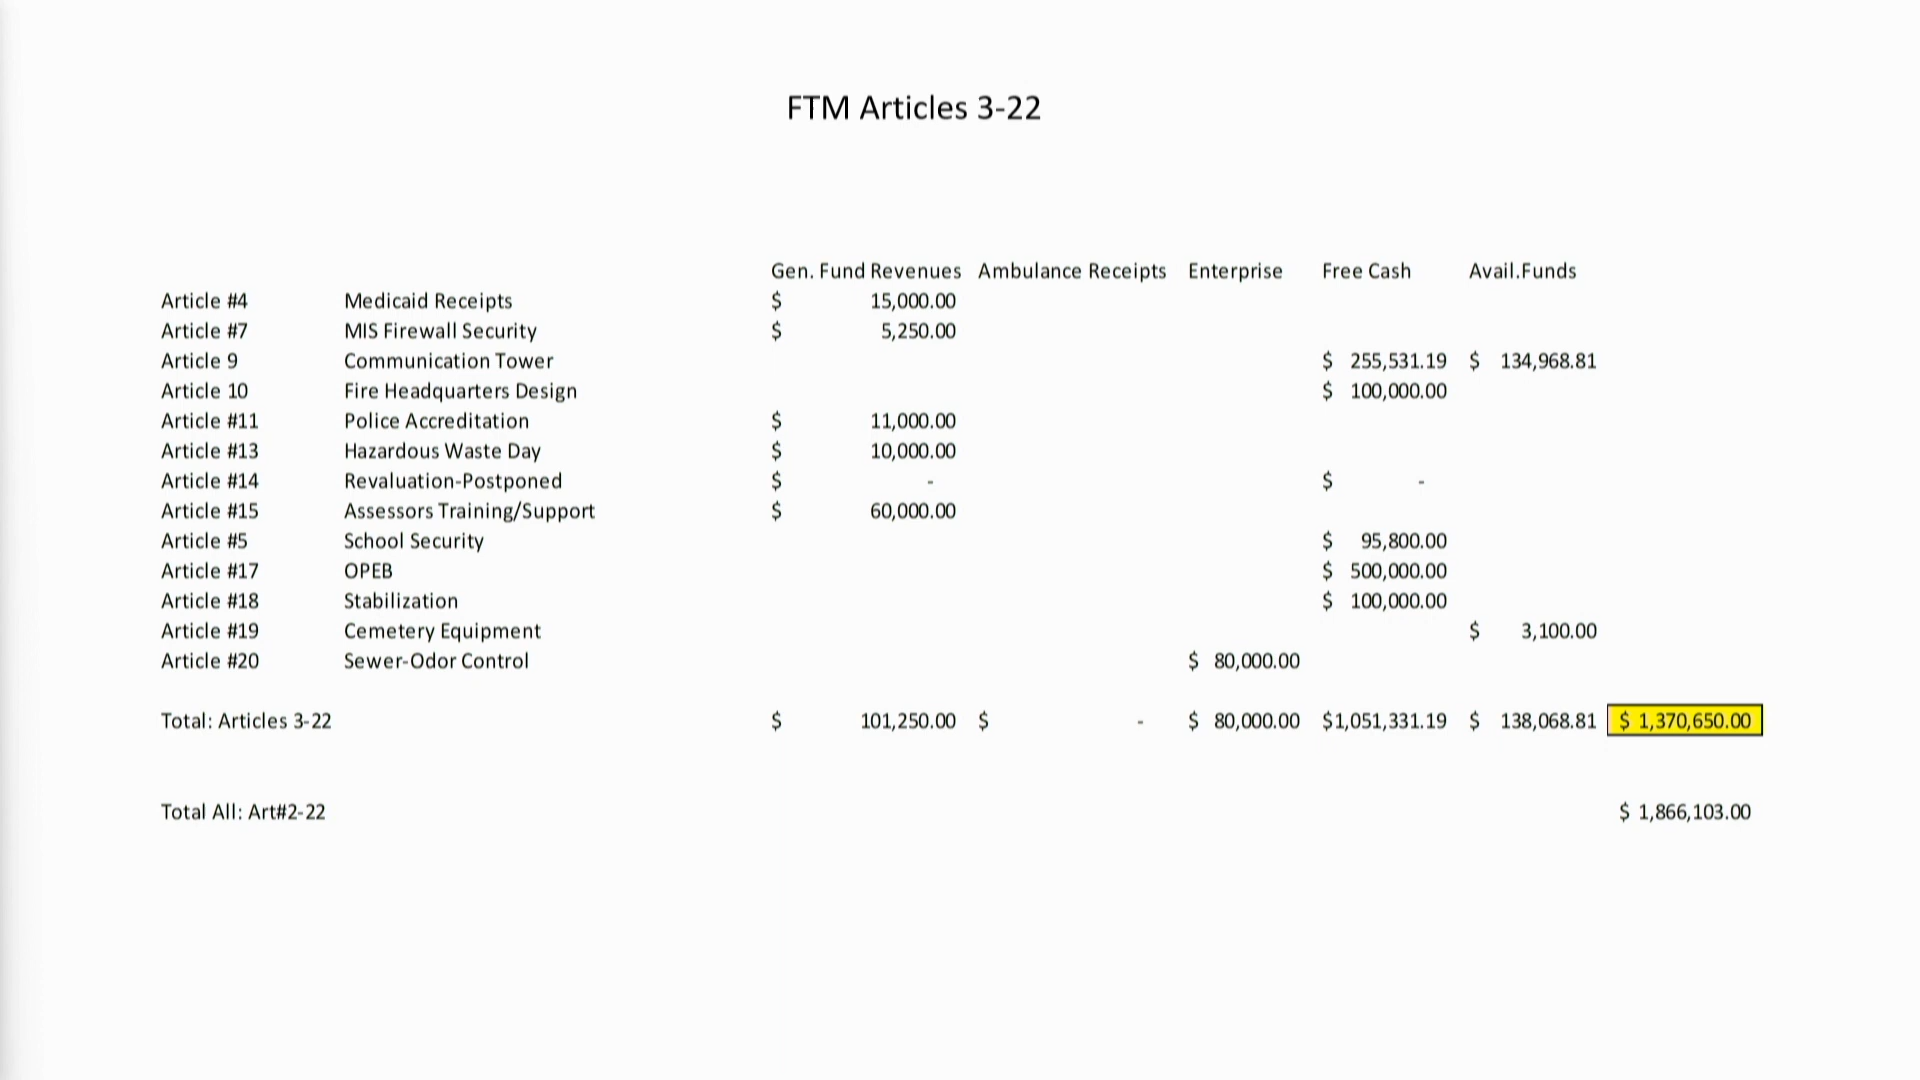 FTM Articles 3-22
Gen. Fund Revenues Ambulance Receipts Enterprise Free Cash Avail.Funds
Article #4 Medicaid Receipts $ 15,000.00
Article #7 MIS Firewall Security $ 5,250.00
Article 9 Communication Tower $ 255,531.19 $ 134,968.81
Article 10 Fire Headquarters Design $ 100,000.00
Article #11 Police Accreditation $ 11,000.00
Article #13 Hazardous Waste Day $ 10,000.00
Article #14 Revaluation-Postponed $ - $ -
Article #15 Assessors Training/Support $ 60,000.00
Article #5 School Security $ 95,800.00
Article #17 OPEB $ 500,000.00
Article #18 Stabilization $ 100,000.00
Article #19 Cemetery Equipment $ 3,100.00
Article #20 Sewer-Odor Control $ 80,000.00
Total: Articles 3-22 $ 101,250.00 $ - $ 80,000.00 $1,051,331.19 $ 138,068.81 $ 1,370,650.00
Total All: Art#2-22 $ 1,866,103.00